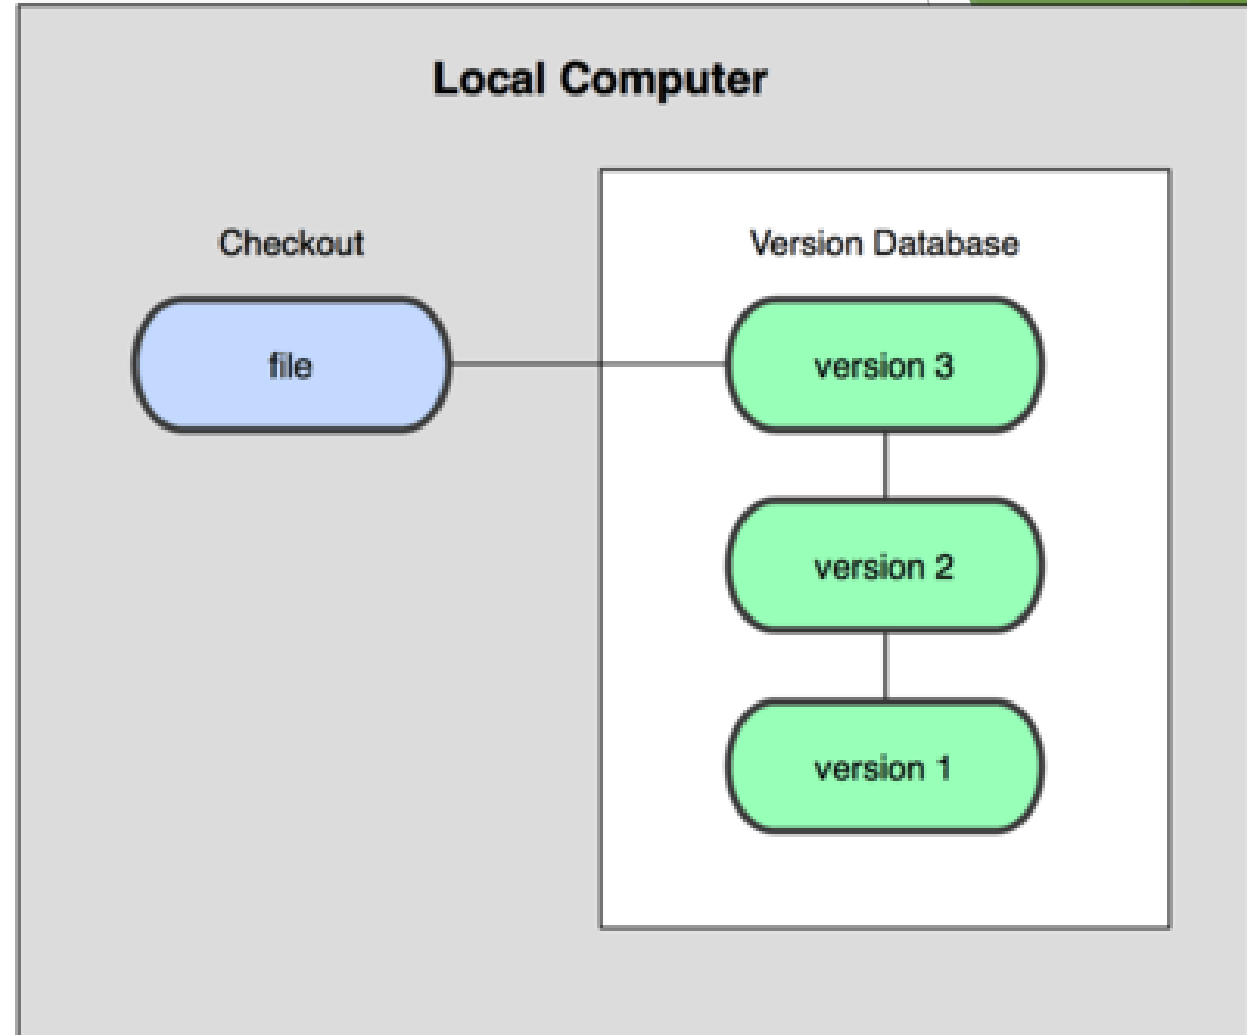 Local Computer
Checkout
Version Database
file
version 3
version 2
version 1